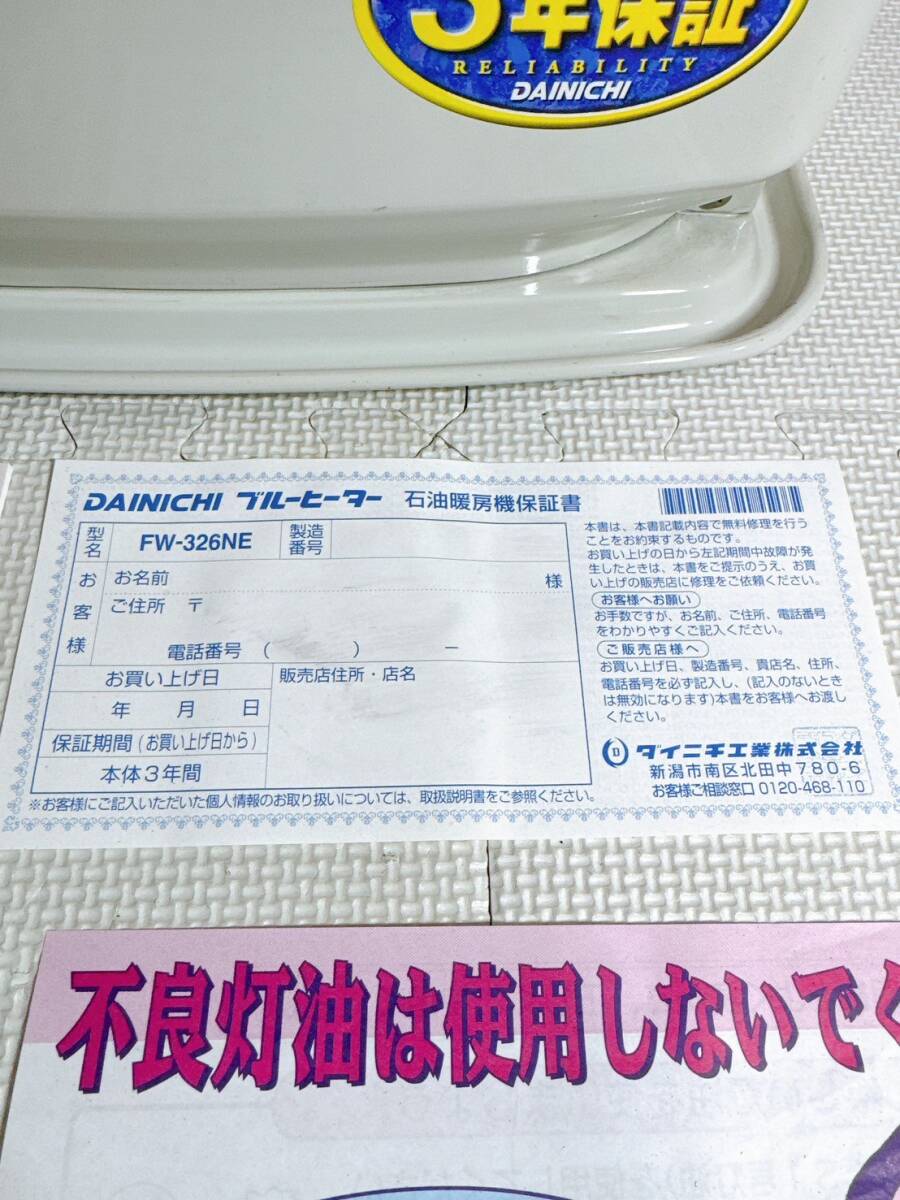 3年保証
RELIABILITY
DAINICHI
DAINICHI ブルーヒーター 石油暖房機保証書
型名 FW-326NE 製造番号
お客様
お名前 様
ご住所 〒
電話番号 ( ) −
お買い上げ日
年 月 日
保証期間(お買い上げ日から)
本体3年間
販売店住所・店名
※お客様にご記入いただいた個人情報のお取り扱いについては、取扱説明書をご参照ください。
本書は、本書記載内容で無料修理を行う
ことをお約束するものです。
お買い上げの日から左記期間中故障が発
生したときは、本書をご提示のうえ、お買
い上げの販売店に修理をご依頼ください。
お客様へお願い
お手数ですが、お名前、ご住所、電話番号
をわかりやすくご記入ください。
ご販売店様へ
お買い上げ日、製造番号、貴店名、住所、
電話番号を必ず記入し、(記入のないとき
は無効になります)本書をお客様へお渡し
ください。
ダイニチ工業株式会社
新潟市南区北田中780-6
お客様ご相談窓口 0120-468-110
不良灯油は使用しないでく